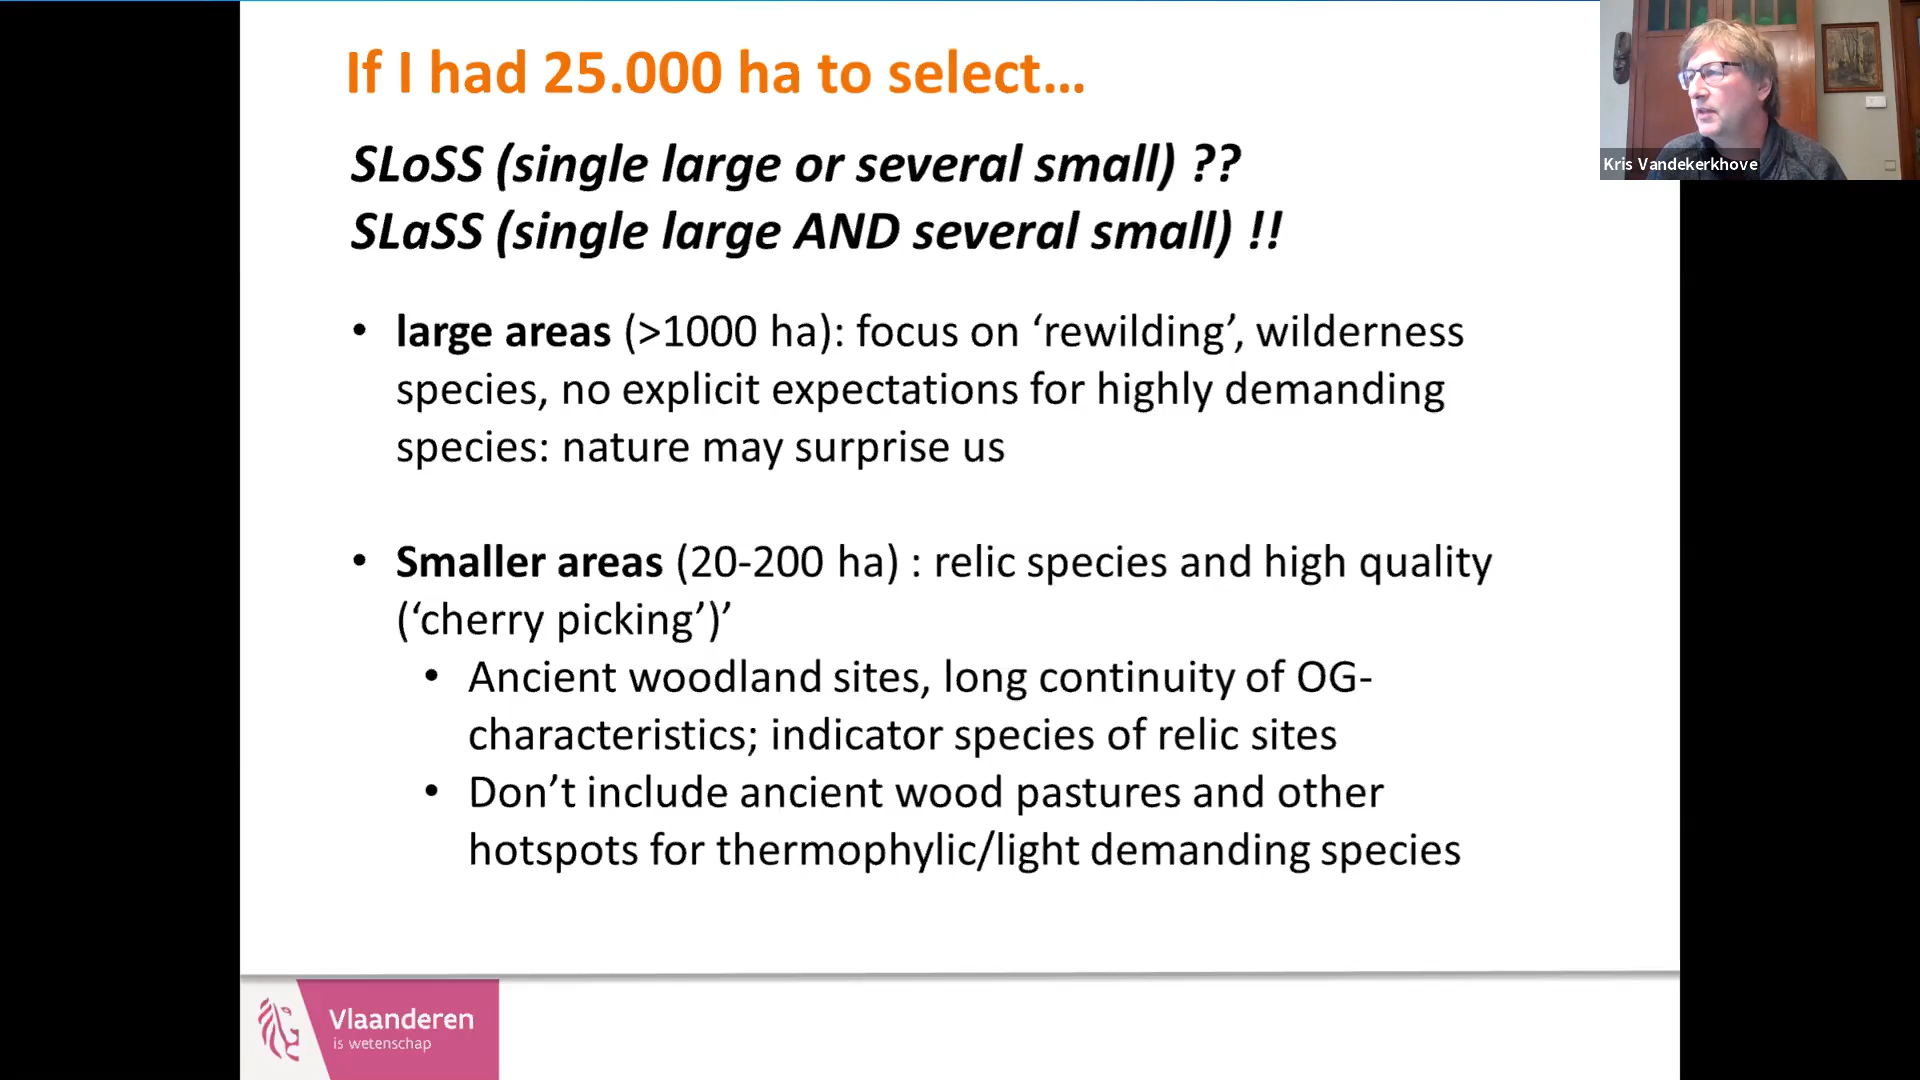 If I had 25.000 ha to select...
SLoSS (single large or several small) ??
SLaSS (single large AND several small) !!
• large areas (>1000 ha): focus on ‘rewilding’, wilderness
species, no explicit expectations for highly demanding
species: nature may surprise us
• Smaller areas (20-200 ha) : relic species and high quality
(‘cherry picking’)’
• Ancient woodland sites, long continuity of OG-
characteristics; indicator species of relic sites
• Don’t include ancient wood pastures and other
hotspots for thermophylic/light demanding species
Kris Vandekerkhove
Vlaanderen
is wetenschap